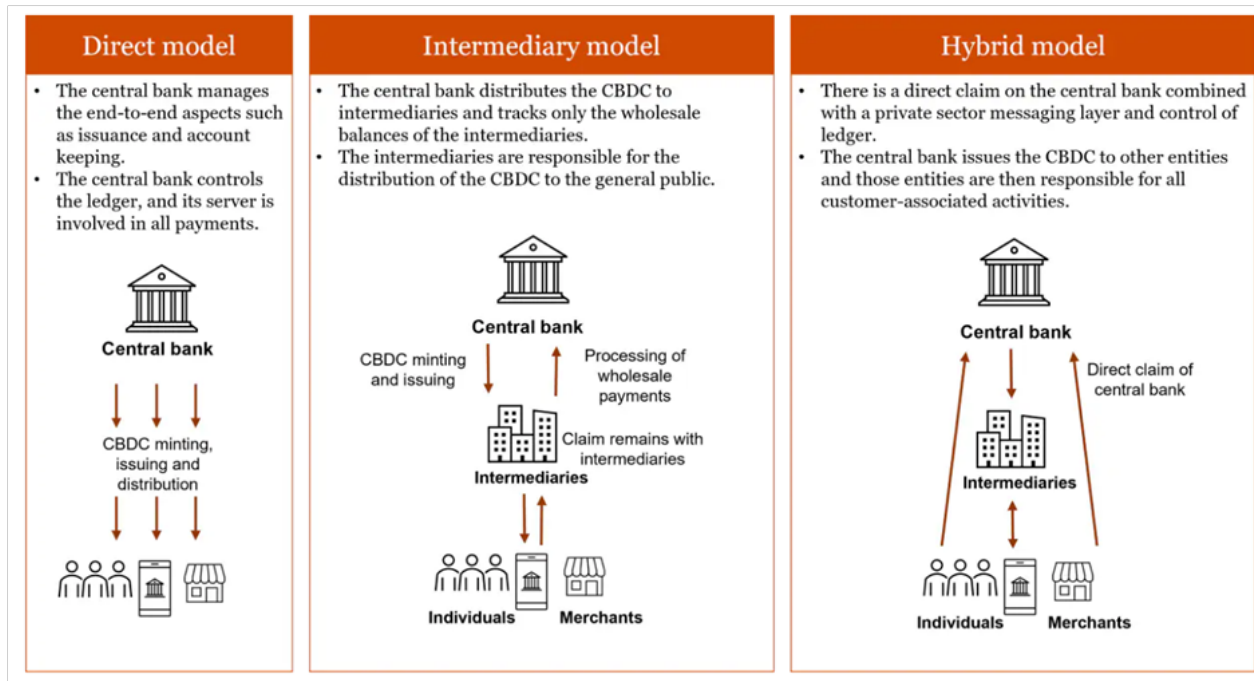 Direct model
• The central bank manages
the end-to-end aspects such
as issuance and account
keeping.
• The central bank controls
the ledger, and its server is
involved in all payments.
Central bank
CBDC minting,
issuing and
distribution
Intermediary model
• The central bank distributes the CBDC to
intermediaries and tracks only the wholesale
balances of the intermediaries.
• The intermediaries are responsible for the
distribution of the CBDC to the general public.
Central bank
CBDC minting
and issuing
Processing of
wholesale
payments
Claim remains with
intermediaries
Intermediaries
Individuals
Merchants
Hybrid model
• There is a direct claim on the central bank combined
with a private sector messaging layer and control of
ledger.
• The central bank issues the CBDC to other entities
and those entities are then responsible for all
customer-associated activities.
Central bank
Direct claim of
central bank
Intermediaries
Individuals
Merchants